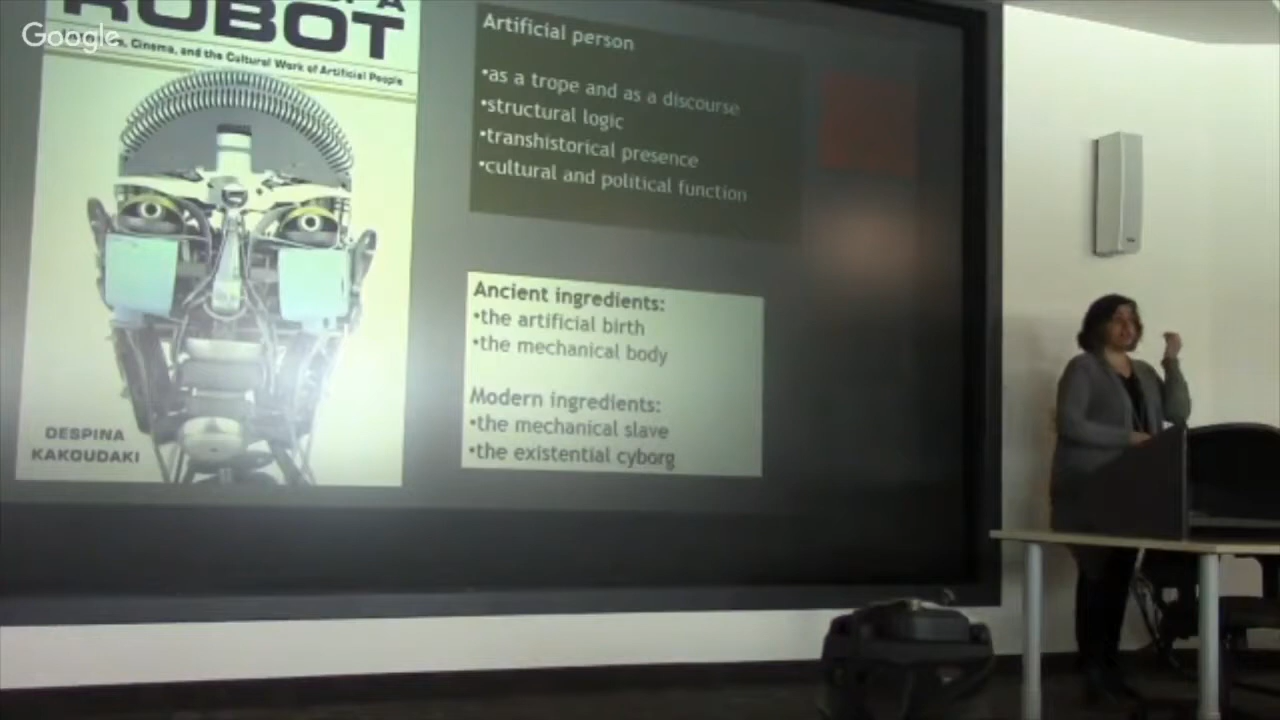 Google
F A
ROBOT
Cinema, and the Cultural Work of Artificial People
DESPINA
KAKOUDAKI
Artificial person
•as a trope and as a discourse
•structural logic
•transhistorical presence
•cultural and political function
Ancient ingredients:
•the artificial birth
•the mechanical body
Modern ingredients:
•the mechanical slave
•the existential cyborg